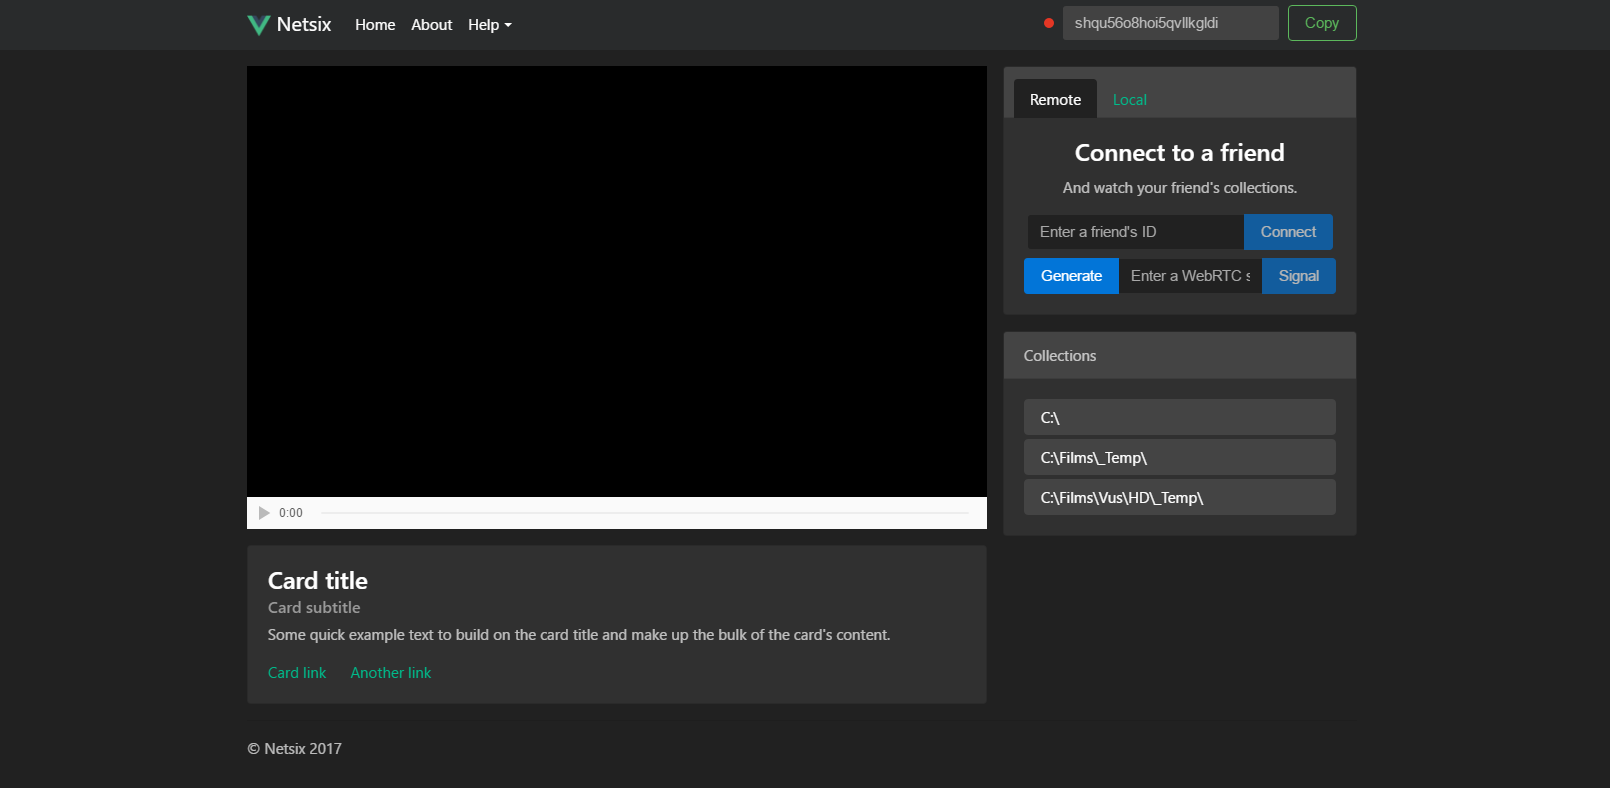 Netsix Home About Help shqu56o8hoi5qvllkgldi Copy
Remote Local
Connect to a friend
And watch your friend's collections.
Enter a friend's ID Connect
Generate Enter a WebRTC s Signal
Collections
C:\
C:\Films\_Temp\
C:\Films\Vus\HD\_Temp\
0:00
Card title
Card subtitle
Some quick example text to build on the card title and make up the bulk of the card's content.
Card link Another link
© Netsix 2017